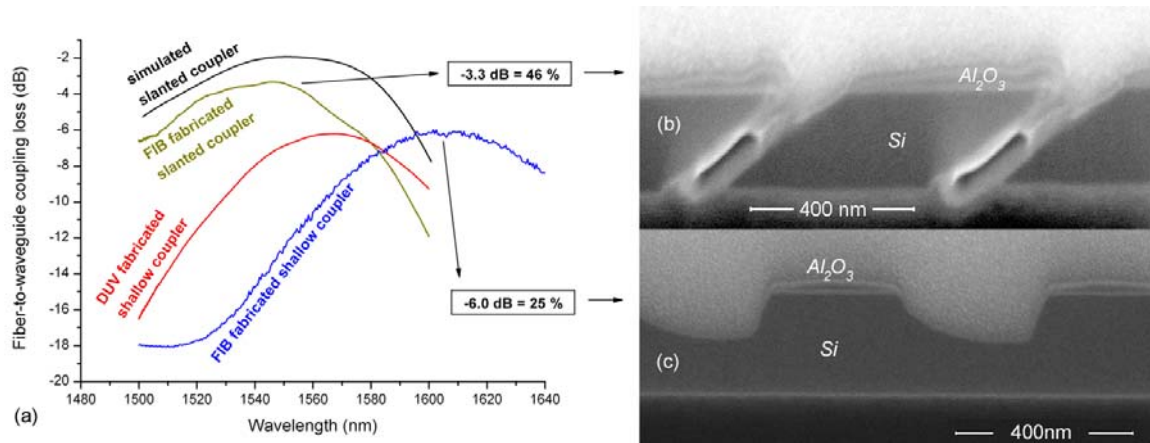 -2
-4
-6
-8
-10
-12
-14
-16
-18
-20
Fiber-to-waveguide coupling loss (dB)
simulated
slanted coupler
FIB fabricated
slanted coupler
DUV fabricated
shallow coupler
FIB fabricated shallow coupler
-3.3 dB = 46 %
-6.0 dB = 25 %
1480 1500 1520 1540 1560 1580 1600 1620 1640
Wavelength (nm)
(a)
Al₂O₃
(b)
Si
400 nm
Al₂O₃
(c)
Si
400nm